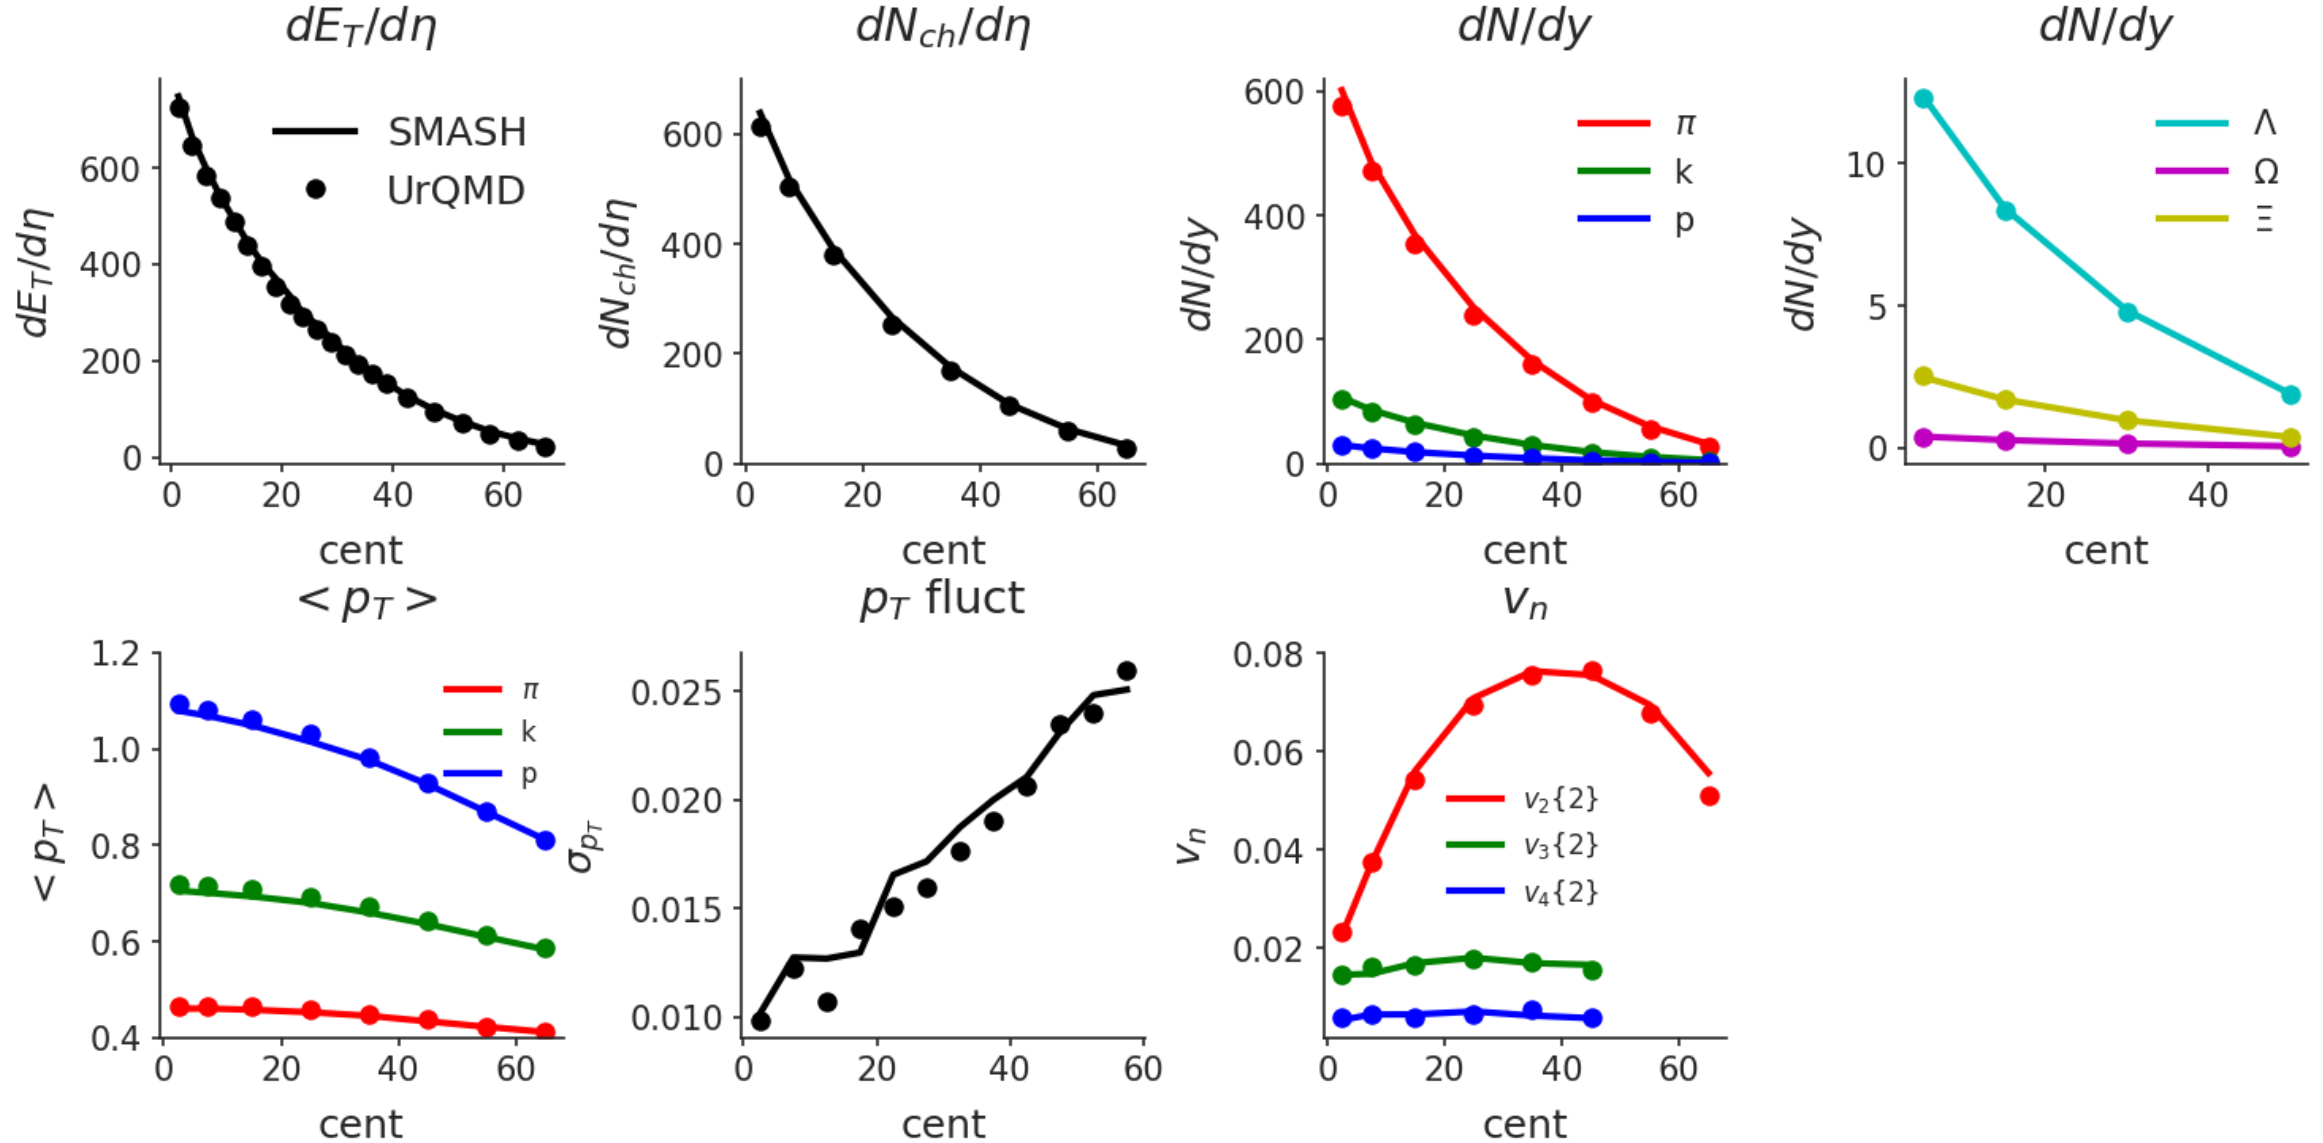 dE_T/dη
dN_ch/dη
dN/dy
dN/dy
SMASH
UrQMD
π
k
p
Λ
Ω
Ξ
dE_T/dη
600
400
200
0
0 20 40 60
cent
dN_ch/dη
600
400
200
0
0 20 40 60
cent
dN/dy
600
400
200
0
0 20 40 60
cent
dN/dy
10
5
0
20 40
cent
< p_T >
p_T fluct
v_n
< p_T >
1.2
1.0
0.8
0.6
0.4
π
k
p
0 20 40 60
cent
σ_p_T
0.025
0.020
0.015
0.010
0 20 40 60
cent
v_n
0.08
0.06
0.04
0.02
v_2{2}
v_3{2}
v_4{2}
0 20 40 60
cent